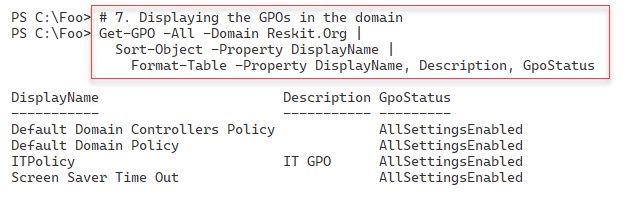 PS C:\Foo> # 7. Displaying the GPOs in the domain
PS C:\Foo> Get-GPO -All -Domain Reskit.Org |
Sort-Object -Property DisplayName |
Format-Table -Property DisplayName, Description, GpoStatus
DisplayName Description GpoStatus
----------- ----------- ---------
Default Domain Controllers Policy AllSettingsEnabled
Default Domain Policy AllSettingsEnabled
ITPolicy IT GPO AllSettingsEnabled
Screen Saver Time Out AllSettingsEnabled